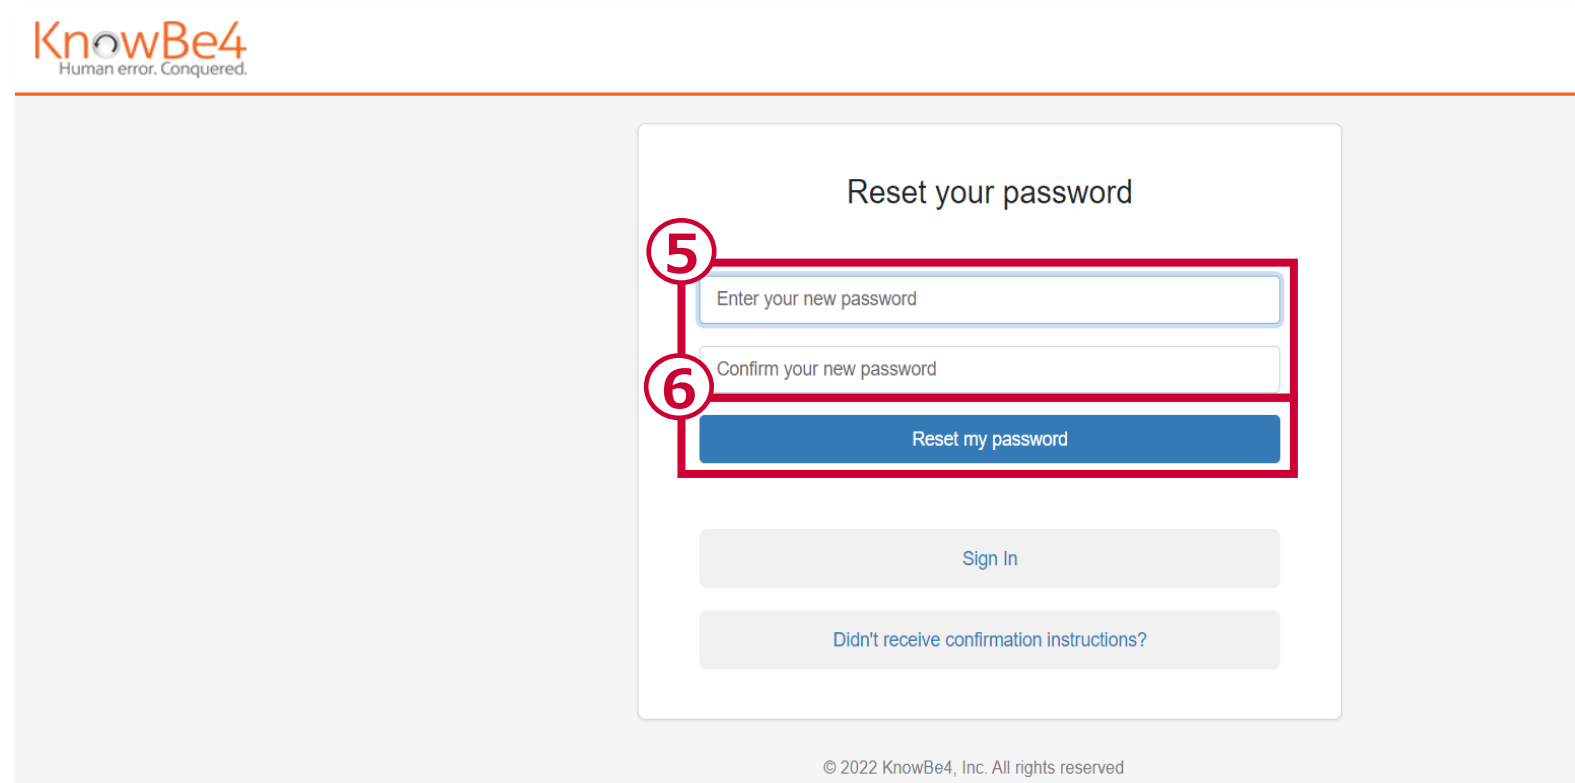 KnowBe4
Human error. Conquered.
Reset your password
⑤
Enter your new password
Confirm your new password
⑥
Reset my password
Sign In
Didn't receive confirmation instructions?
© 2022 KnowBe4, Inc. All rights reserved